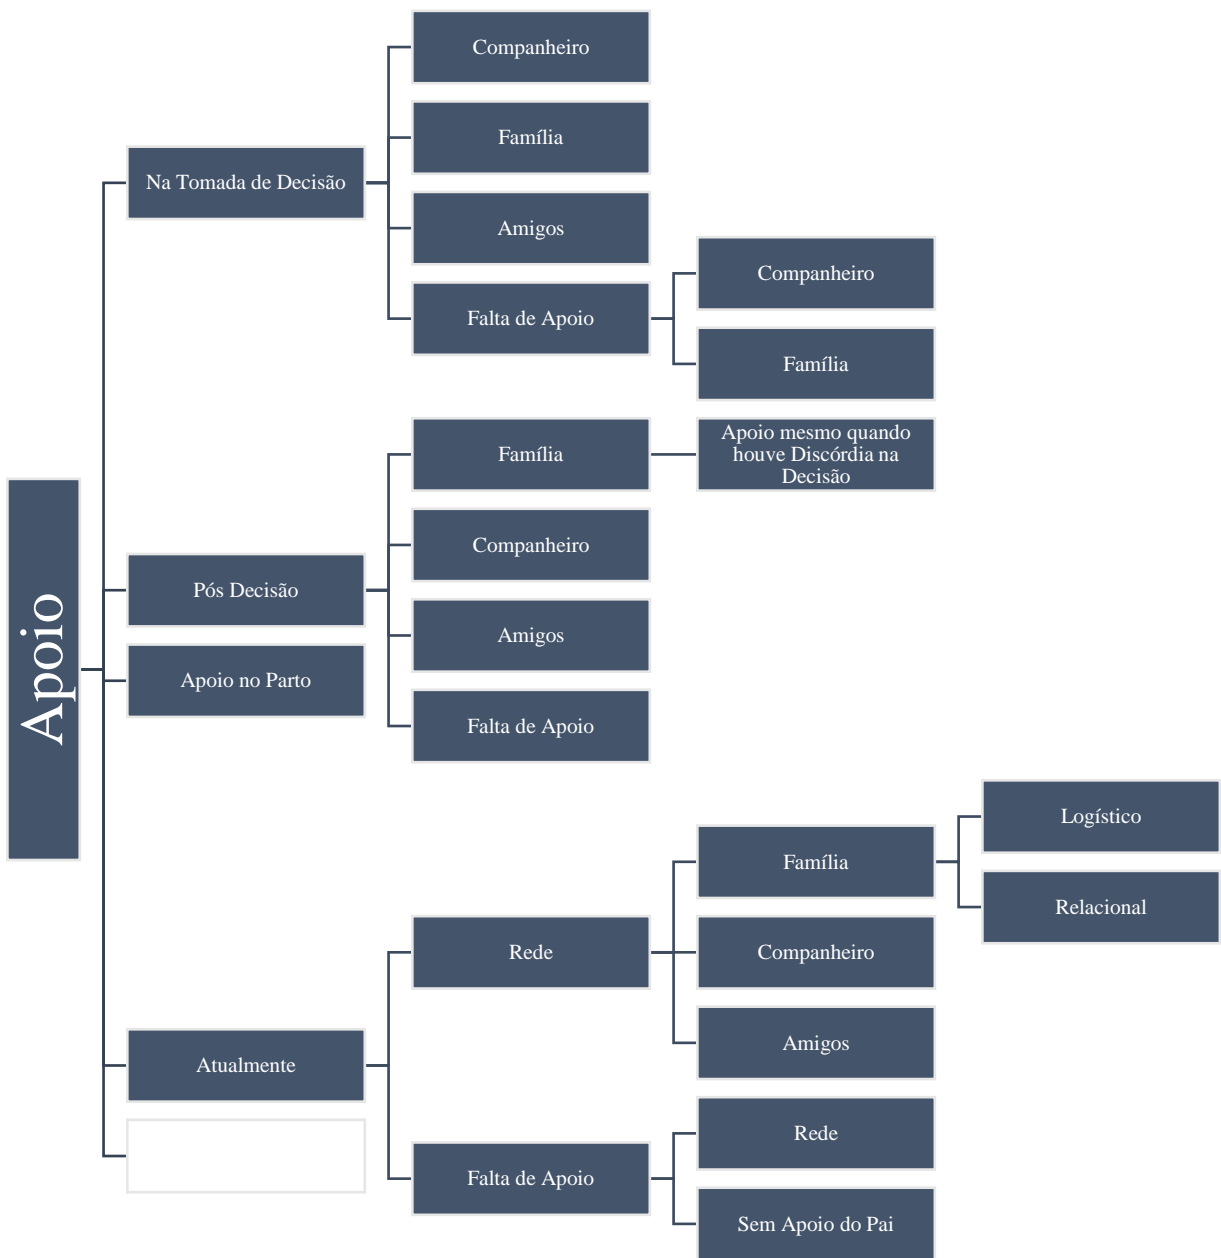 Apoio
Na Tomada de Decisão
Companheiro
Família
Amigos
Falta de Apoio
Companheiro
Família
Pós Decisão
Família
Apoio mesmo quando
houve Discórdia na
Decisão
Companheiro
Amigos
Falta de Apoio
Apoio no Parto
Atualmente
Rede
Família
Logístico
Relacional
Companheiro
Amigos
Falta de Apoio
Rede
Sem Apoio do Pai